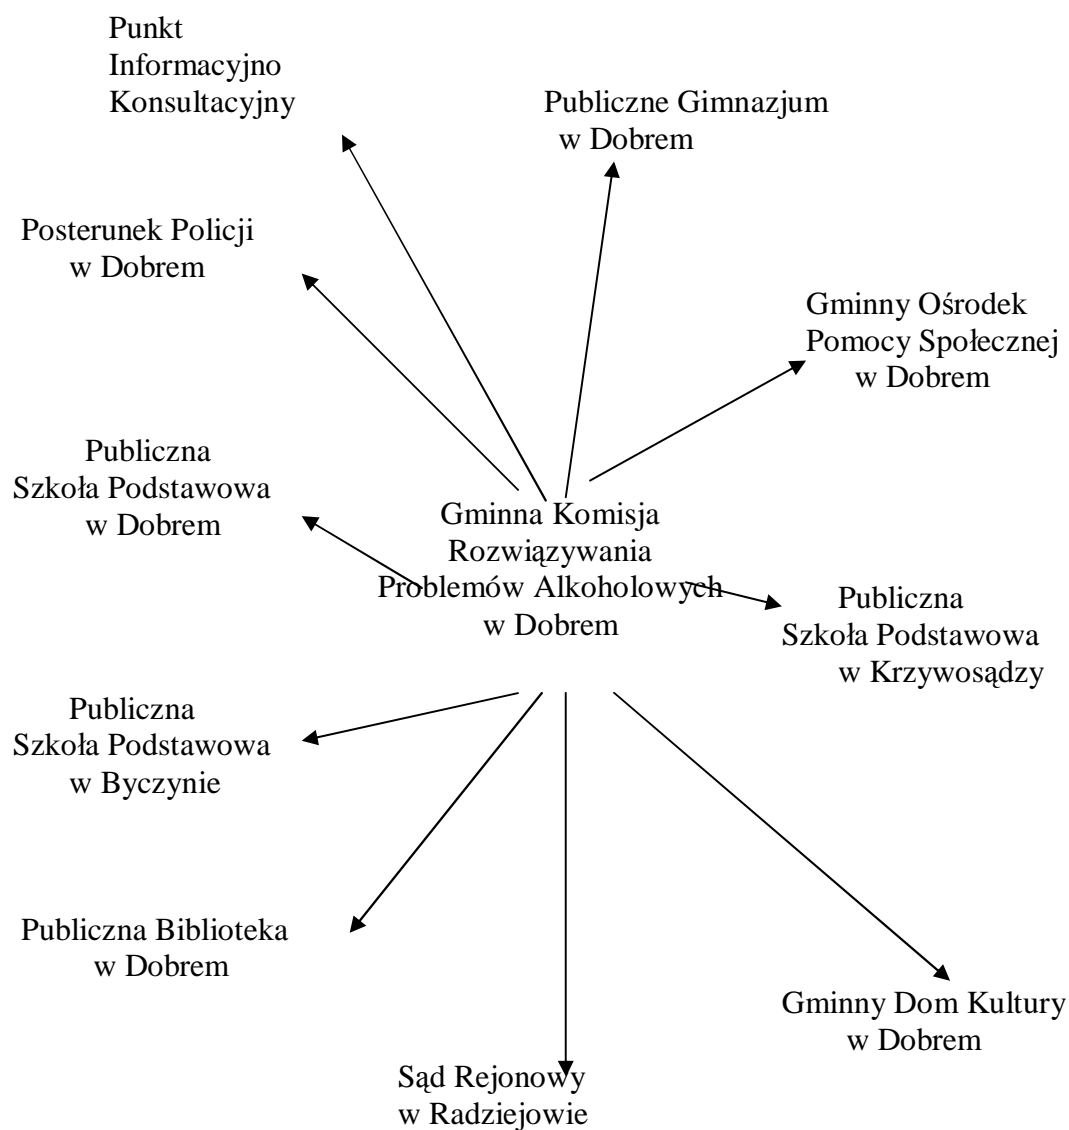 Punkt
Informacyjno
Konsultacyjny
Publiczne Gimnazjum
w Dobrem
Posterunek Policji
w Dobrem
Gminny Ośrodek
Pomocy Społecznej
w Dobrem
Publiczna
Szkoła Podstawowa
w Dobrem
Gminna Komisja
Rozwiązywania
Problemów Alkoholowych
w Dobrem
Publiczna
Szkoła Podstawowa
w Krzywosądzy
Publiczna
Szkoła Podstawowa
w Byczynie
Publiczna Biblioteka
w Dobrem
Gminny Dom Kultury
w Dobrem
Sąd Rejonowy
w Radziejowie